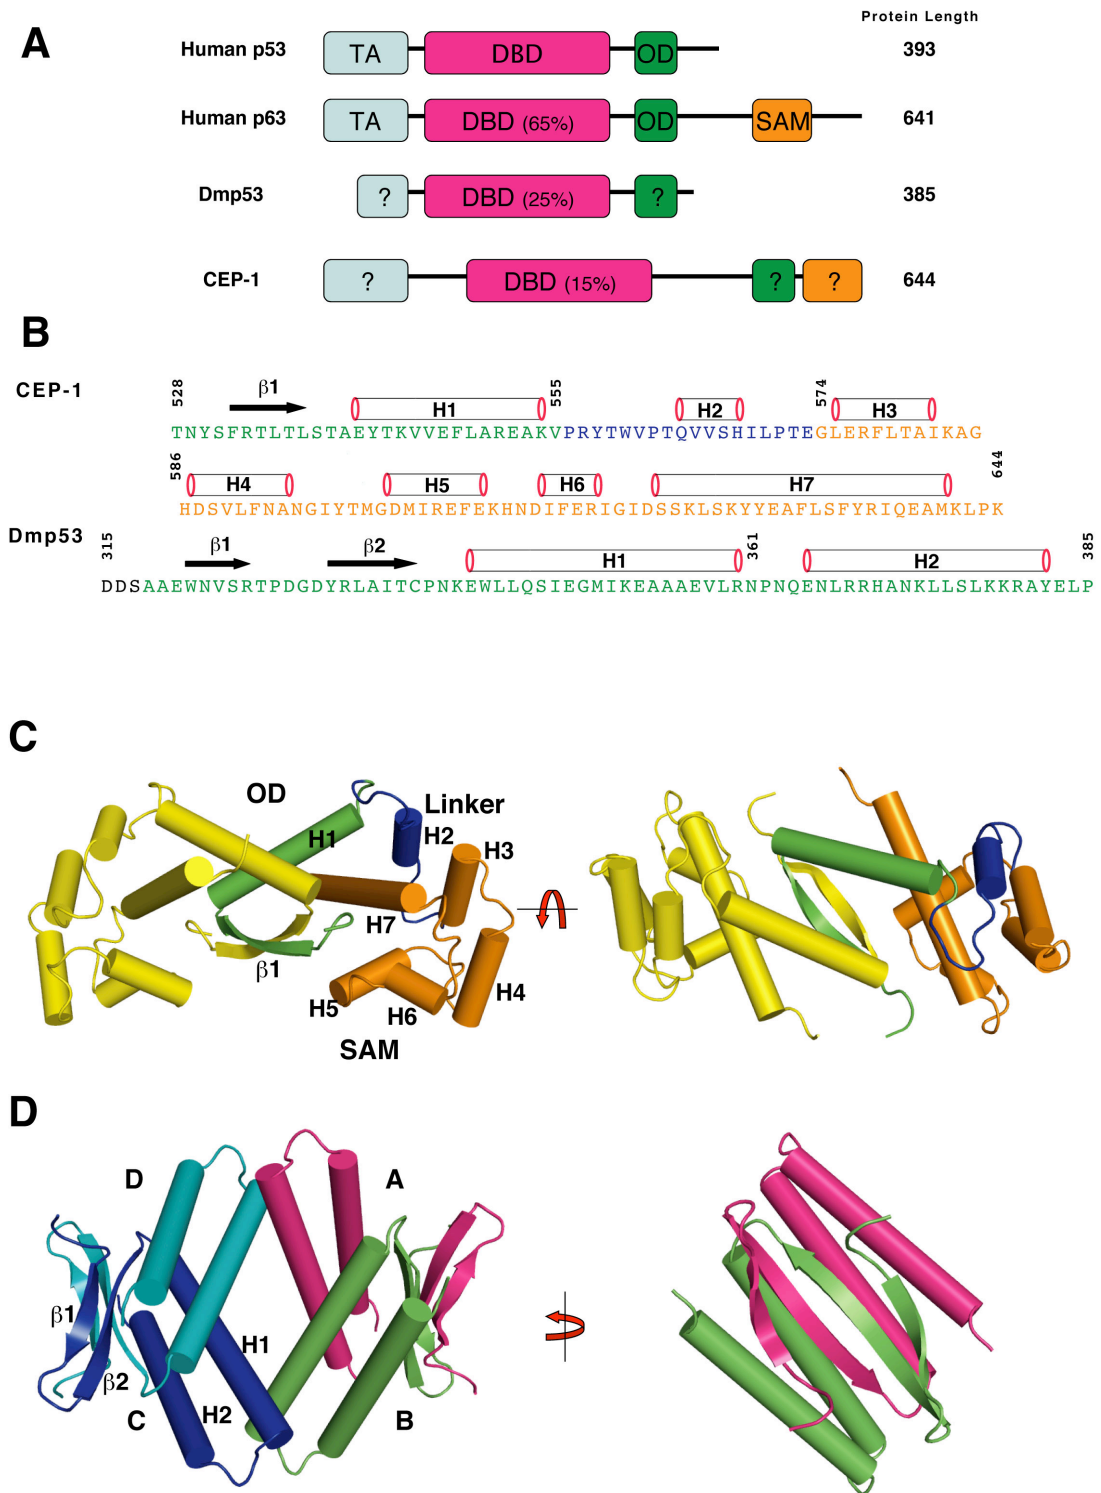 A
Protein Length
Human p53 TA DBD OD 393
Human p63 TA DBD (65%) OD SAM 641
Dmp53 ? DBD (25%) ? 385
CEP-1 ? DBD (15%) ? ? 644
B
CEP-1 528 β1 H1 555 H2 574 H3
TNYSFRTLTLSTAEYTKVVEFLAREAKVPRYTWVPTQVVSHILPTEGLERFLTAIKAG
586 H4 H5 H6 H7 644
HDSVLFNANGIYTMGDMIREFEKHNDIFERIGIDSSKLSKYYEAFLSFYRIQEAMKLPK
Dmp53 315 β1 β2 H1 361 H2 385
DDSAAEWNVSRTPDGDYRLAITCPNKEWLLQSIEGMIKEAAAEVLRNPNQENLRRHANKLLSLKKRAYELP
C
OD
Linker
H1
H2
H3
H7
β1
H5
H6
H4
SAM
D
D
A
β1
H1
β2
C
H2
B